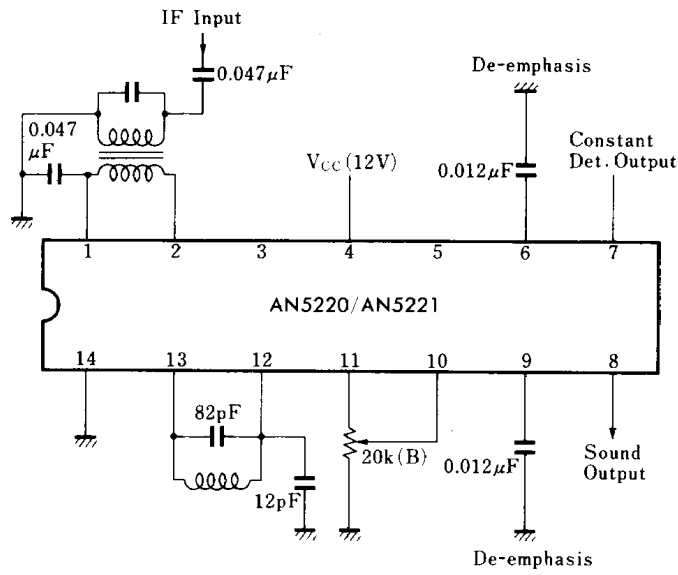 IF Input
0.047μF
De-emphasis
0.047
μF
VCC (12V)
0.012μF
Constant
Det. Output
1 2 3 4 5 6 7
AN5220/AN5221
14 13 12 11 10 9 8
82pF
12pF
20k (B)
0.012μF
Sound
Output
De-emphasis